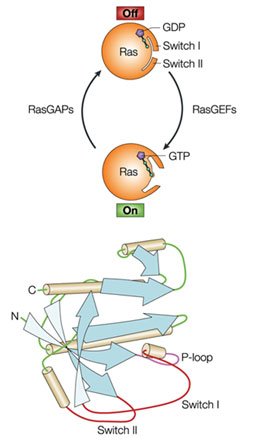 Off
GDP
Ras
Switch I
Switch II
RasGAPs
RasGEFs
Ras
GTP
On
C
N
P-loop
Switch I
Switch II